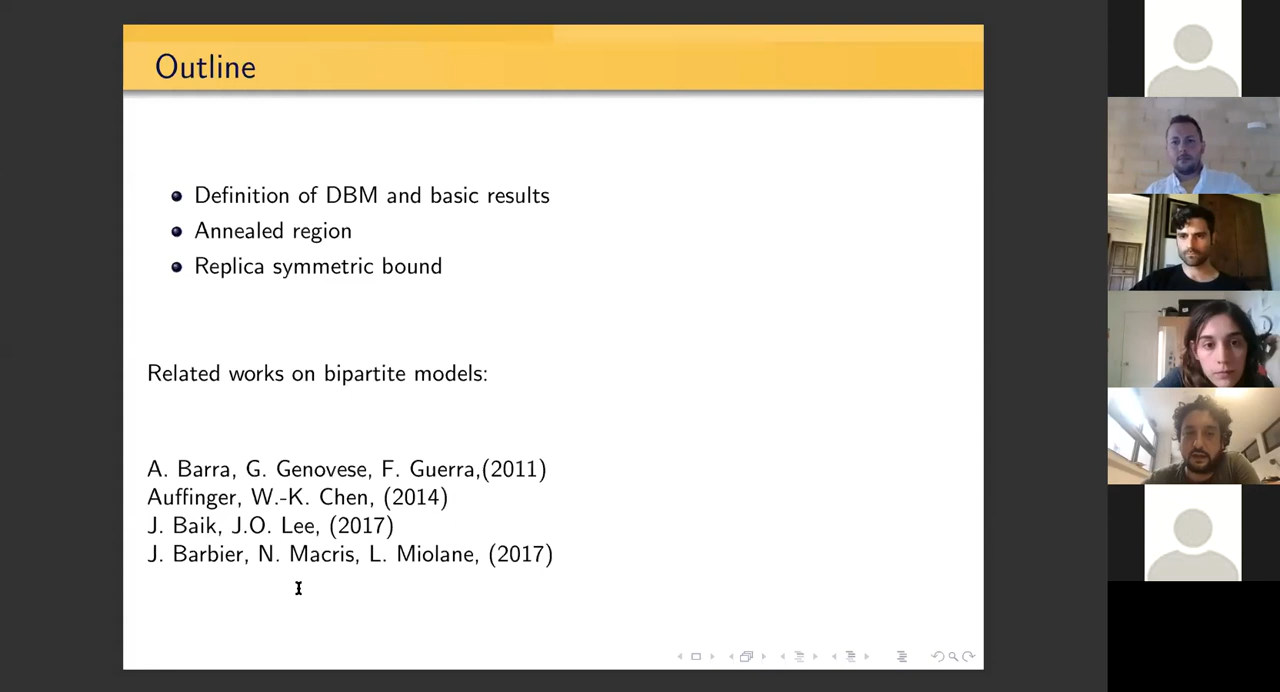 Outline
Definition of DBM and basic results
Annealed region
Replica symmetric bound
Related works on bipartite models:
A. Barra, G. Genovese, F. Guerra,(2011)
Auffinger, W.-K. Chen, (2014)
J. Baik, J.O. Lee, (2017)
J. Barbier, N. Macris, L. Miolane, (2017)